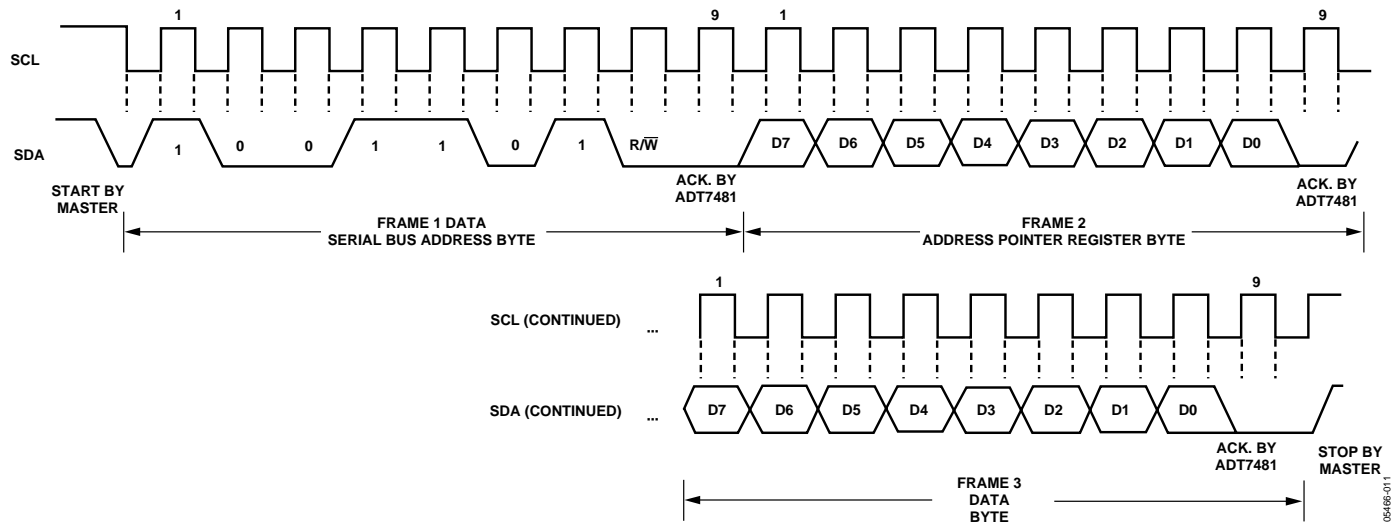 1 9 1 9
SCL
SDA 1 0 0 1 1 0 1 R/W̅ D7 D6 D5 D4 D3 D2 D1 D0
START BY
MASTER
ACK. BY
ADT7481
ACK. BY
ADT7481
FRAME 1 DATA
SERIAL BUS ADDRESS BYTE
FRAME 2
ADDRESS POINTER REGISTER BYTE
1 9
SCL (CONTINUED) ...
SDA (CONTINUED) ... D7 D6 D5 D4 D3 D2 D1 D0
ACK. BY
ADT7481
STOP BY
MASTER
FRAME 3
DATA
BYTE
05466-011